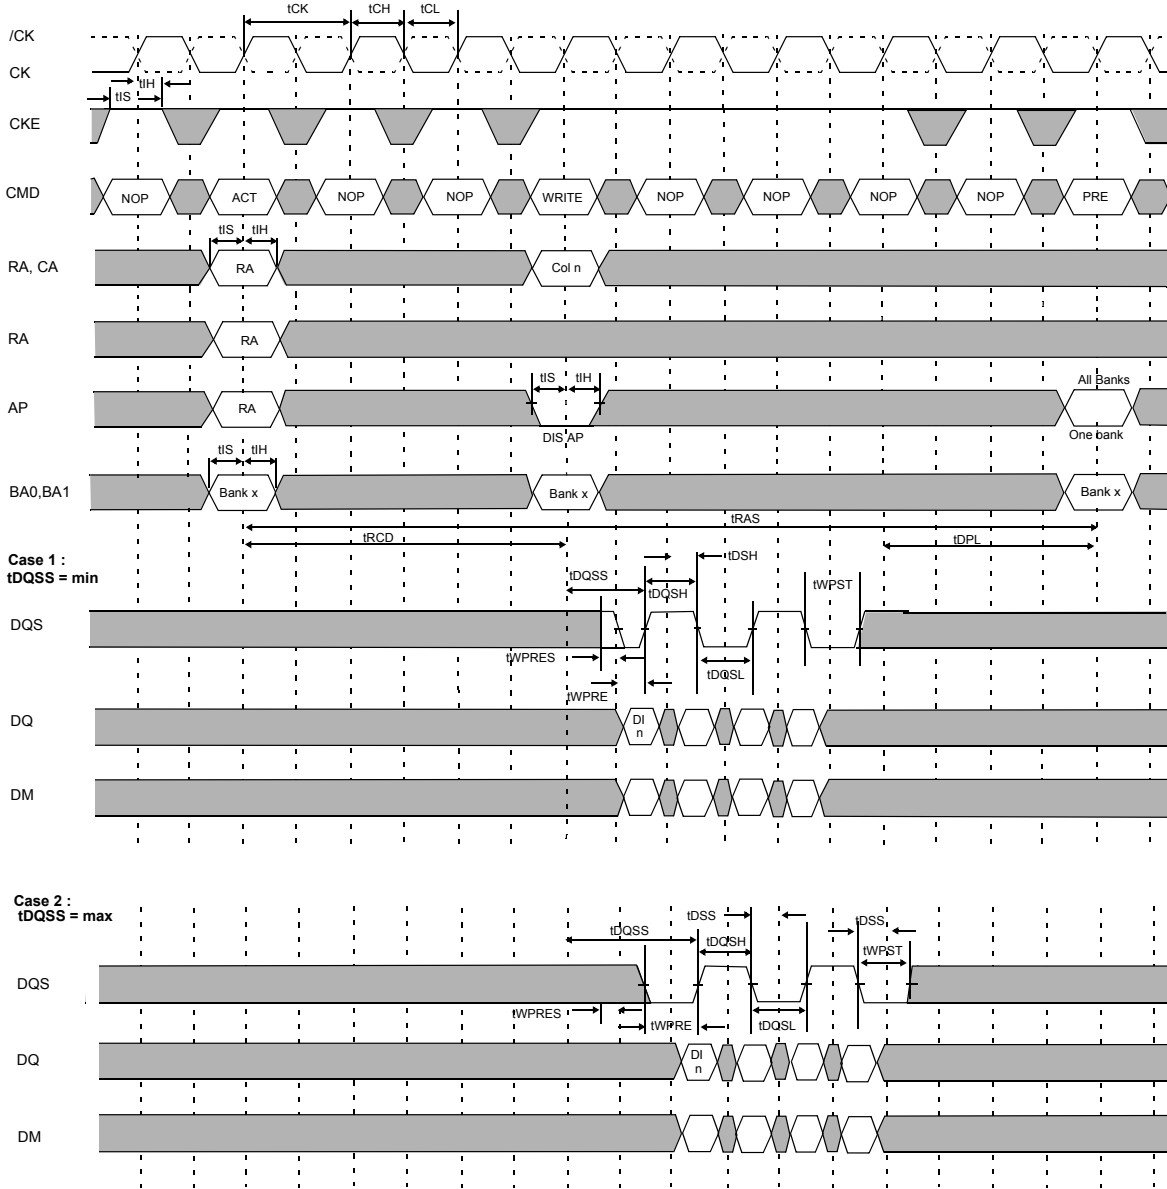 tCK tCH tCL
/CK
CK
tIH
tIS
CKE
CMD NOP ACT NOP NOP WRITE NOP NOP NOP NOP PRE
tIS tIH
RA, CA RA Col n
RA RA
tIS tIH All Banks
AP RA
DIS AP One bank
tIS tIH
BA0,BA1 Bank x Bank x Bank x
tRAS
tRCD tDPL
Case 1 :
tDQSS = min
tDSH
tDQSS
tDQSH tWPST
DQS
tWPRES
tDQSL
tWPRE
DQ DI
n
DM
Case 2 :
tDQSS = max
tDSS tDSS
tDQSS tDQSH
tWPST
DQS
tWPRES
tWPRE tDQSL
DQ DI
n
DM